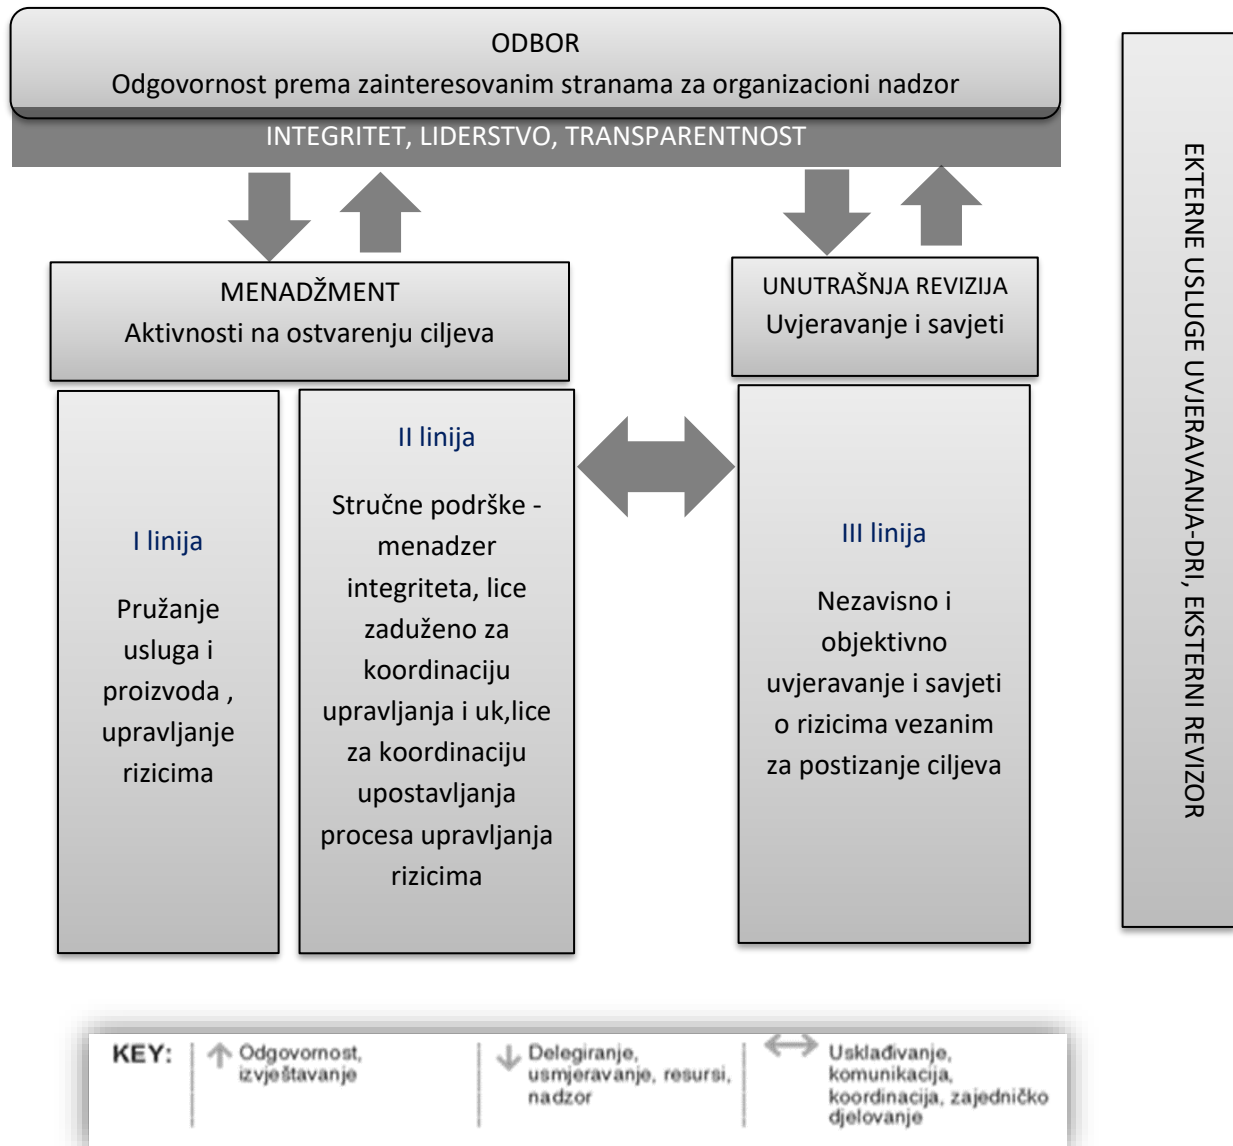 ODBOR
Odgovornost prema zainteresovanim stranama za organizacioni nadzor
INTEGRITET, LIDERSTVO, TRANSPARENTNOST
MENADŽMENT
Aktivnosti na ostvarenju ciljeva
UNUTRAŠNJA REVIZIJA
Uvjeravanje i savjeti
I linija
Pružanje
usluga i
proizvoda ,
upravljanje
rizicima
II linija
Stručne podrške -
menadzer
integriteta, lice
zaduženo za
koordinaciju
upravljanja i uk,lice
za koordinaciju
upostavljanja
procesa upravljanja
rizicima
III linija
Nezavisno i
objektivno
uvjeravanje i savjeti
o rizicima vezanim
za postizanje ciljeva
EKTERNE USLUGE UVJERAVANJA-DRI, EKSTERNI REVIZOR
KEY:
Odgovornost,
izvještavanje
Delegiranje,
usmjeravanje, resursi,
nadzor
Usklađivanje,
komunikacija,
koordinacija, zajedničko
djelovanje